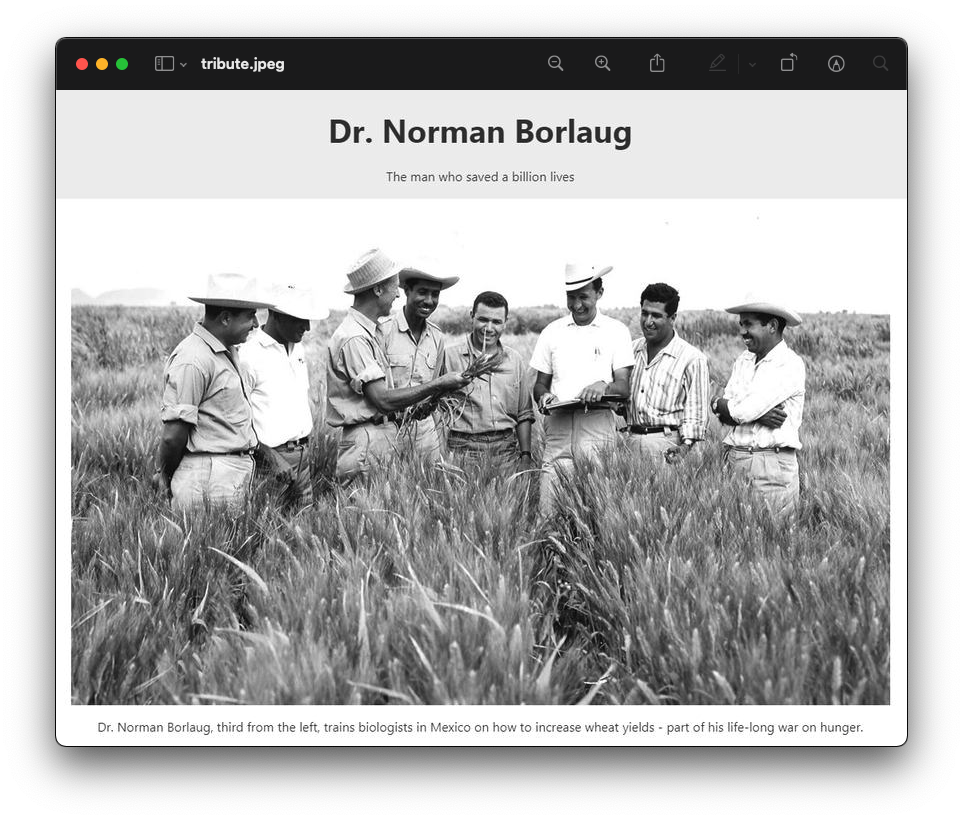 tribute.jpeg
Dr. Norman Borlaug
The man who saved a billion lives
Dr. Norman Borlaug, third from the left, trains biologists in Mexico on how to increase wheat yields - part of his life-long war on hunger.